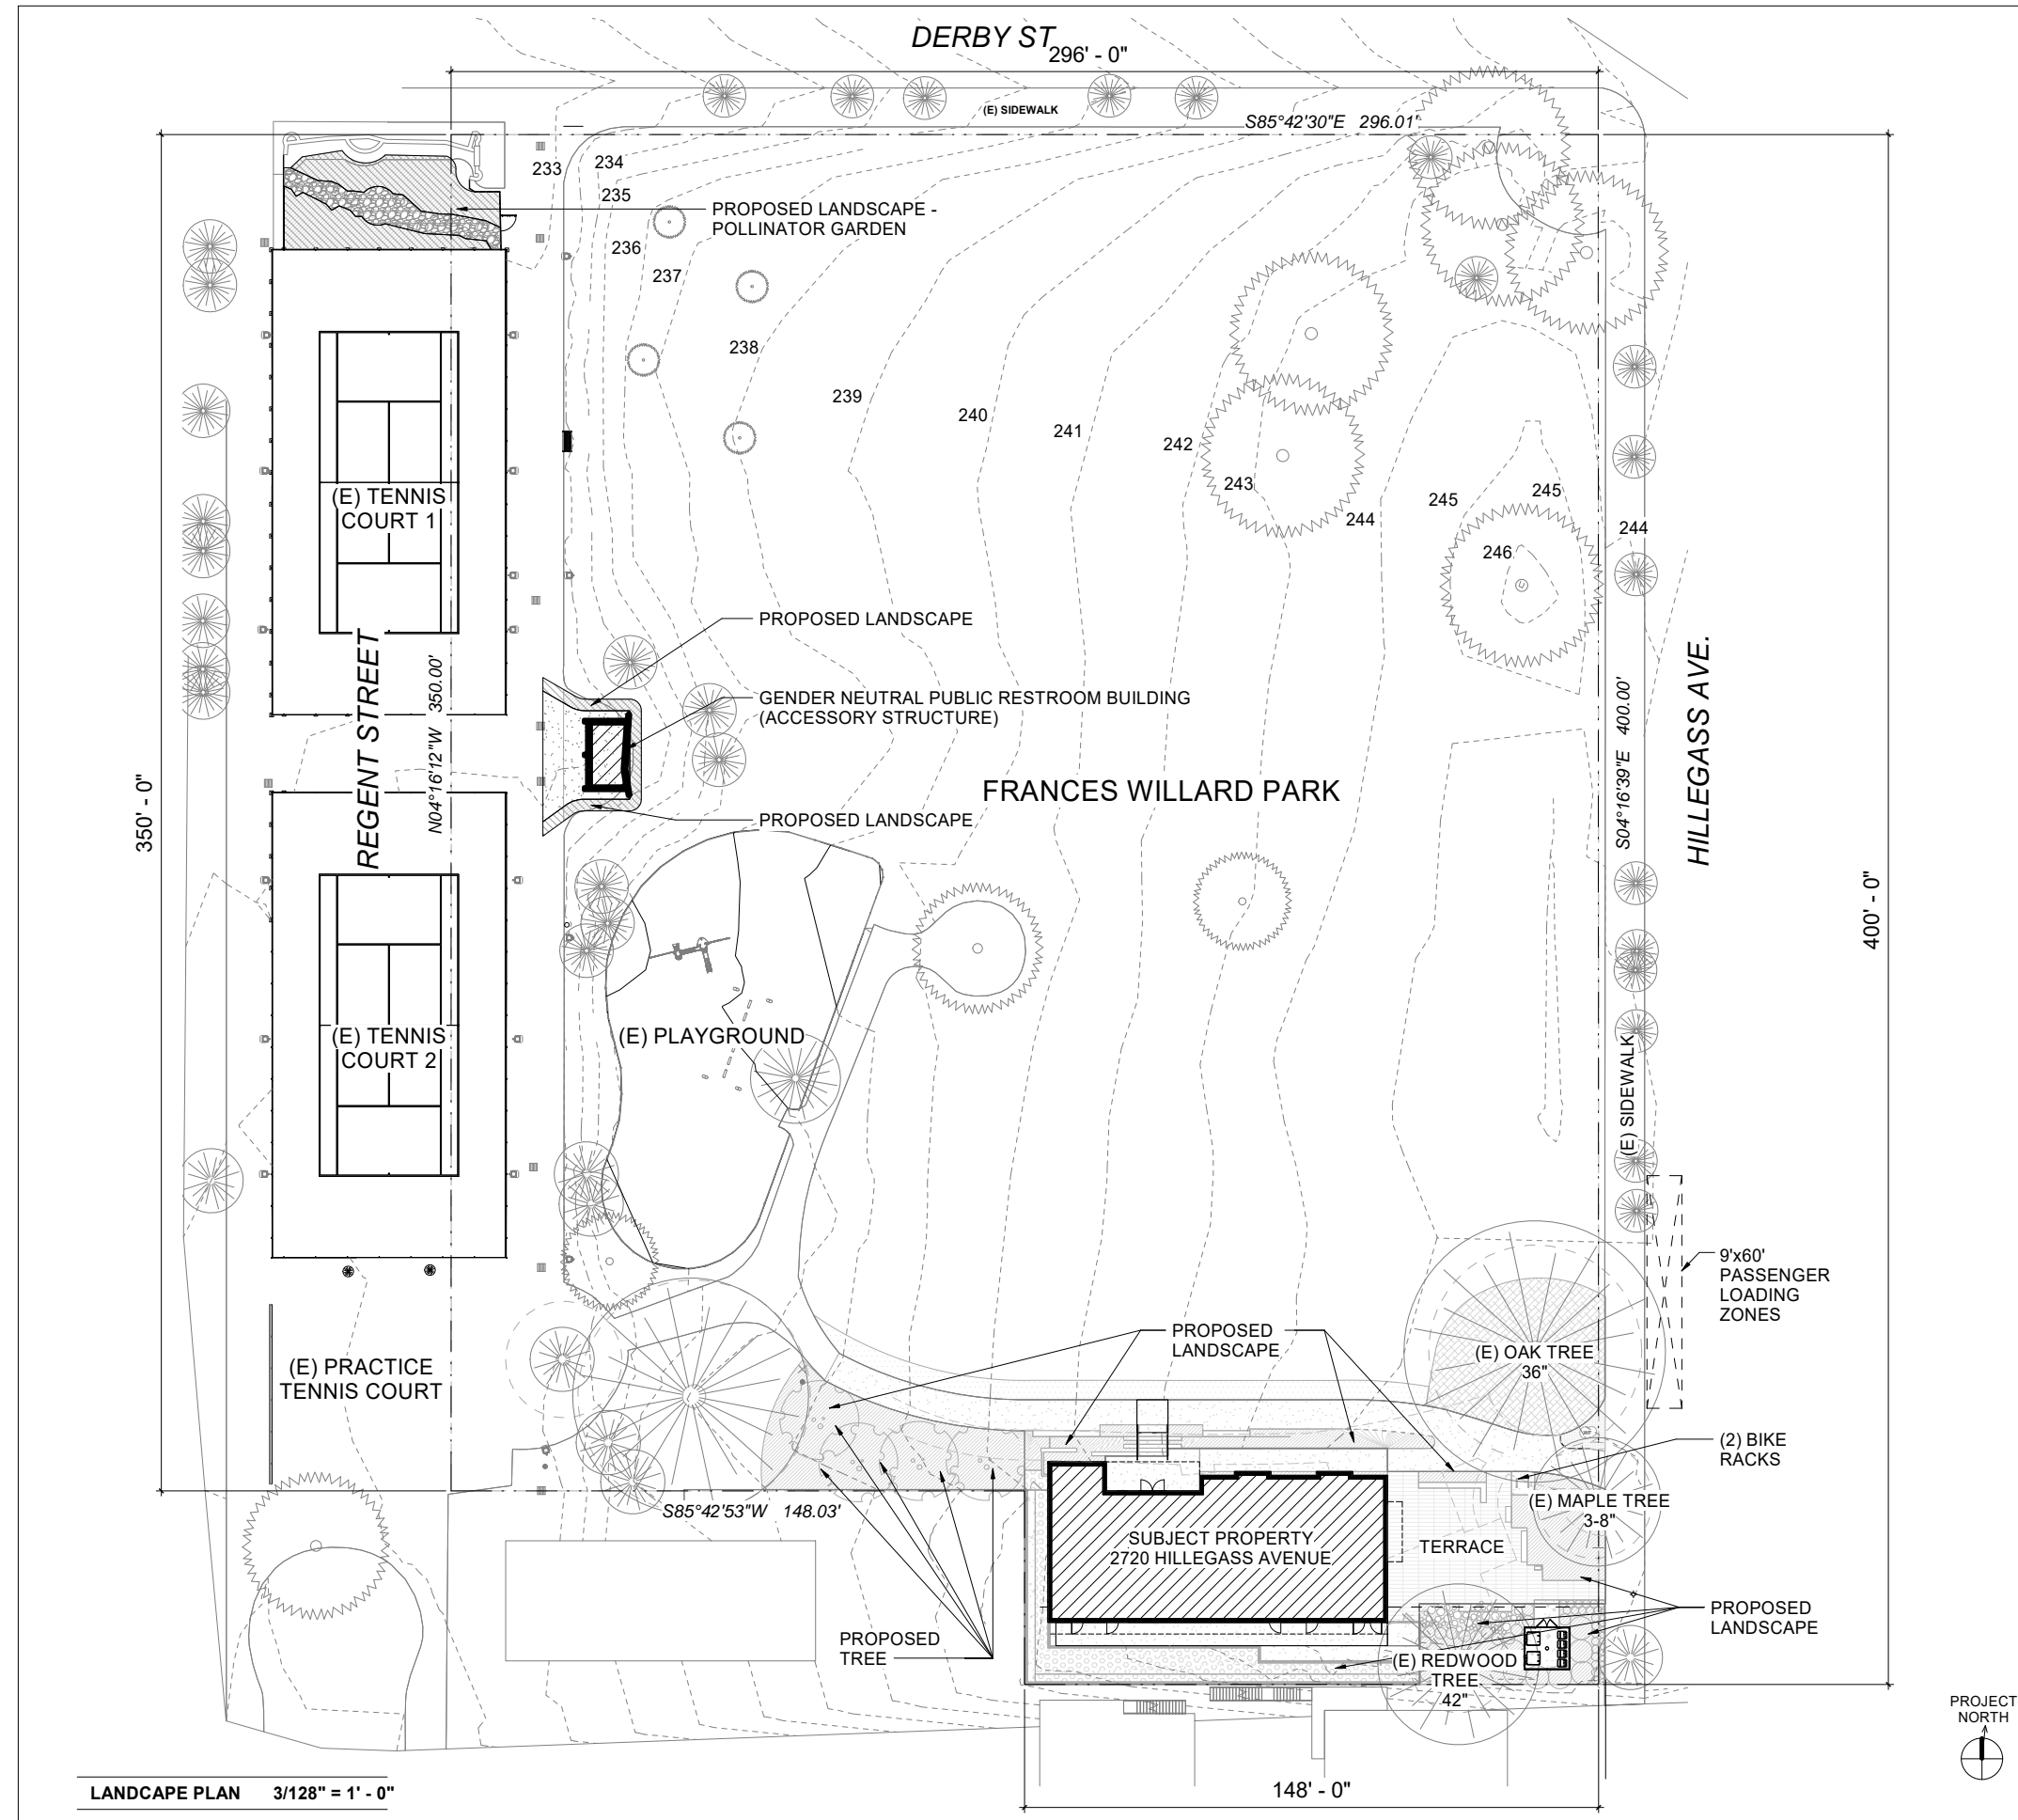 DERBY ST
296' - 0"
(E) SIDEWALK
S85°42'30"E 296.01'
233
234
235
236
237
238
239
240
241
242
243
244
245
245
246
244
PROPOSED LANDSCAPE -
POLLINATOR GARDEN
(E) TENNIS
COURT 1
REGENT STREET
N04°16'12"W 350.00'
350' - 0"
PROPOSED LANDSCAPE
GENDER NEUTRAL PUBLIC RESTROOM BUILDING
(ACCESSORY STRUCTURE)
PROPOSED LANDSCAPE
FRANCES WILLARD PARK
S04°16'39"E 400.00'
HILLEGASS AVE.
400' - 0"
(E) TENNIS
COURT 2
(E) PLAYGROUND
(E) SIDEWALK
9'x60'
PASSENGER
LOADING
ZONES
(E) PRACTICE
TENNIS COURT
PROPOSED
LANDSCAPE
(E) OAK TREE
36"
(2) BIKE
RACKS
S85°42'53"W 148.03'
(E) MAPLE TREE
3-8"
SUBJECT PROPERTY
2720 HILLEGASS AVENUE
TERRACE
PROPOSED
TREE
(E) REDWOOD
TREE
42"
PROPOSED
LANDSCAPE
PROJECT
NORTH
148' - 0"
LANDCAPE PLAN 3/128" = 1' - 0"